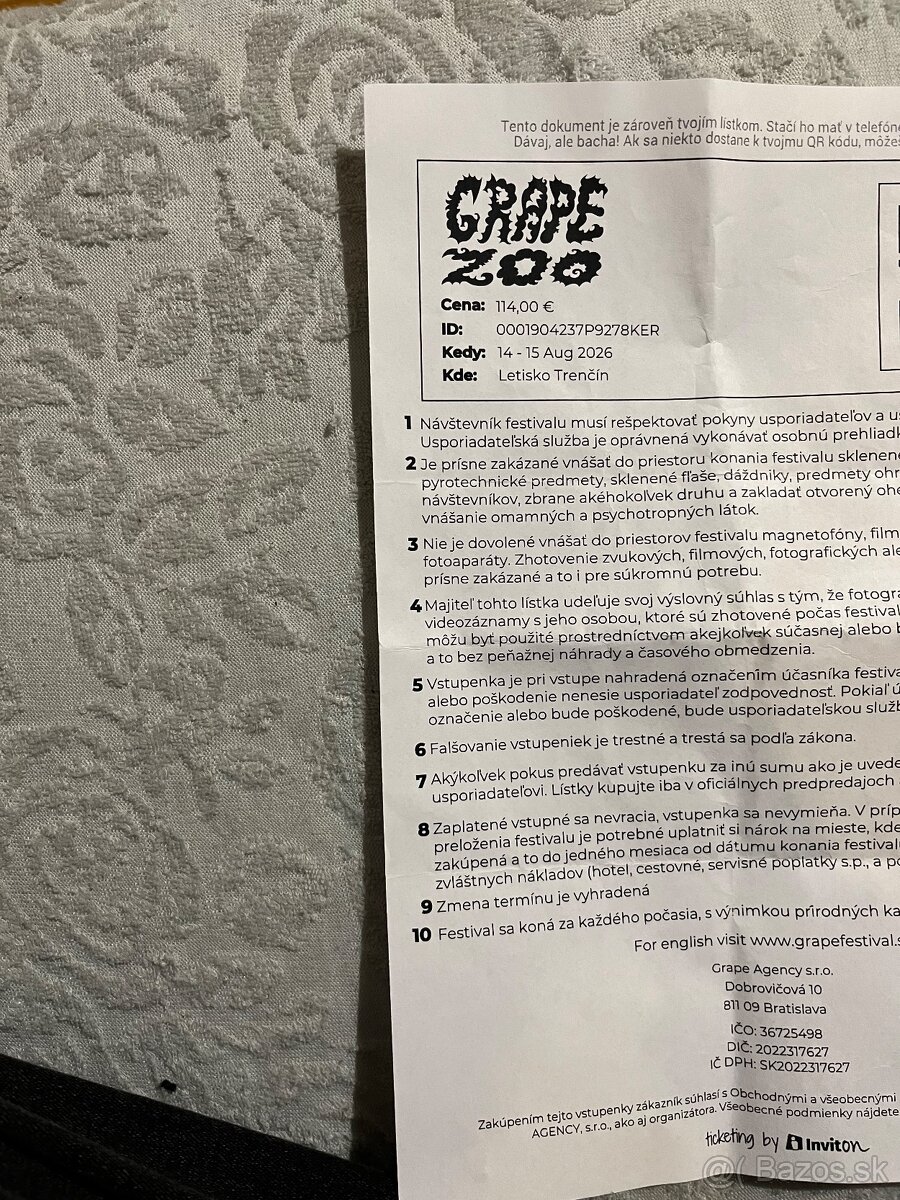 Tento dokument je zároveň tvojím lístkom. Stačí ho mať v telefóne
Dávaj, ale bacha! Ak sa niekto dostane k tvojmu QR kódu, môžeš
GRAPE
ZOO
Cena: 114,00 €
ID: 0001904237P9278KER
Kedy: 14 - 15 Aug 2026
Kde: Letisko Trenčín
1 Návštevník festivalu musí rešpektovať pokyny usporiadateľov a
Usporiadateľská služba je oprávnená vykonávať osobnú
2 Je prísne zakázané vnášať do priestoru konania festivalu
pyrotechnické predmety, sklenené fľaše, dáždniky, predmety
návštevníkov, zbrane akéhokoľvek druhu a zakladať otvorený
vnášanie omamných a psychotropných látok.
3 Nie je dovolené vnášať do priestorov festivalu magnetofóny,
fotoaparáty. Zhotovenie zvukových, filmových, fotografických
prísne zakázané a to i pre súkromnú potrebu.
4 Majiteľ tohto lístka udeľuje svoj výslovný súhlas s tým, že
videozáznamy s jeho osobou, ktoré sú zhotovené počas
môžu byť použité prostredníctvom akejkoľvek súčasnej alebo
a to bez peňažnej náhrady a časového obmedzenia.
5 Vstupenka je pri vstupe nahradená označením účasníka
alebo poškodenie nenesie usporiadateľ zodpovednosť. Pokiaľ
označenie alebo bude poškodené, bude usporiadateľskou
6 Falšovanie vstupeniek je trestné a trestá sa podľa zákona.
7 Akýkoľvek pokus predávať vstupenku za inú sumu ako je
usporiadateľovi. Lístky kupujte iba v oficiálnych predpredajoch
8 Zaplatené vstupné sa nevracia, vstupenka sa nevymieňa. V
preloženia festivalu je potrebné uplatniť si nárok na mieste,
zakúpená a to do jedného mesiaca od dátumu konania
zvláštnych nákladov (hotel, cestovné, servisné poplatky s.p., a
9 Zmena termínu je vyhradená
10 Festival sa koná za každého počasia, s výnimkou prírodných
For english visit www.grapefestival.s
Grape Agency s.r.o.
Dobrovičová 10
811 09 Bratislava
IČO: 36725498
DIČ: 2022317627
IČ DPH: SK2022317627
Zakúpením tejto vstupenky zákazník súhlasí s Obchodnými a všeobecnými
AGENCY, s.r.o., ako aj organizátora. Všeobecné podmienky nájdete
ticketing by Inviton
@( Bazos.sk